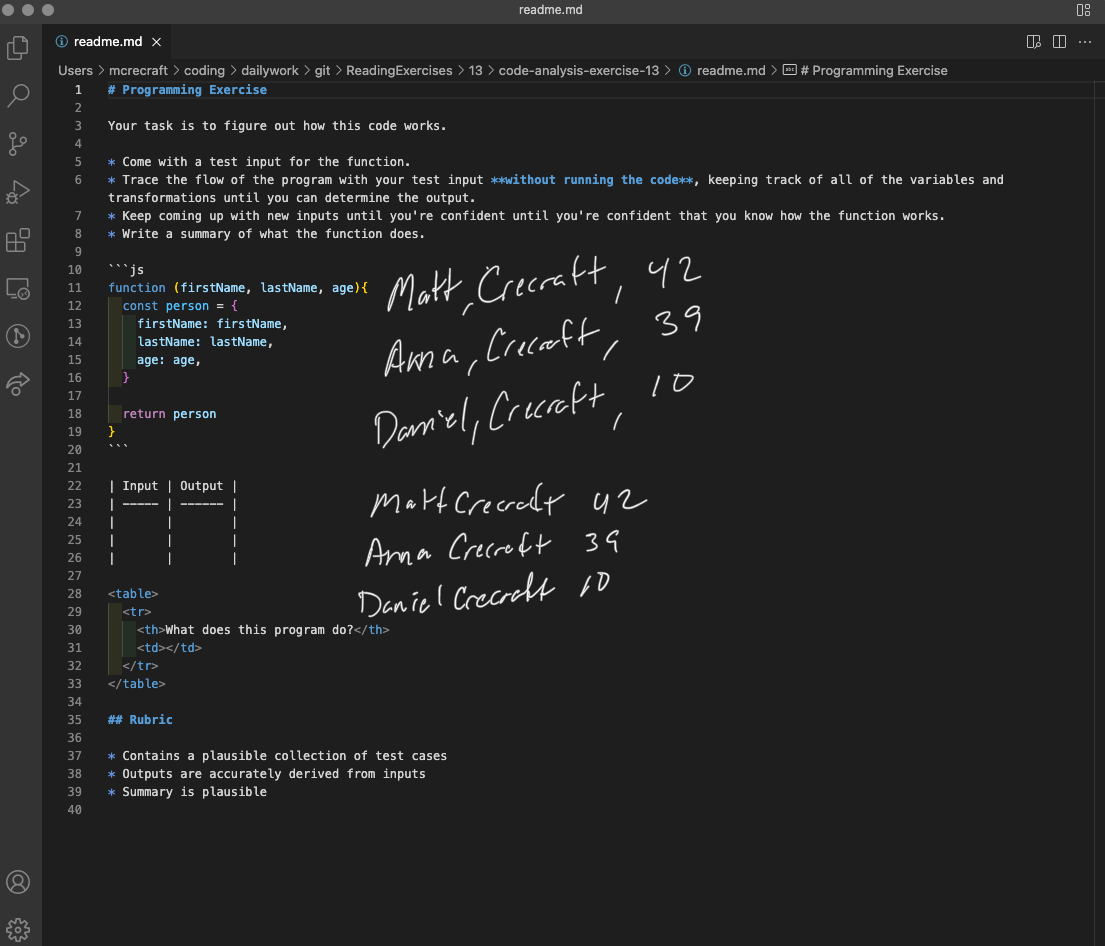 readme.md
readme.md
Users > mcrecraft > coding > dailywork > git > ReadingExercises > 13 > code-analysis-exercise-13 > readme.md > # Programming Exercise
1 # Programming Exercise
2
3 Your task is to figure out how this code works.
4
5 * Come with a test input for the function.
6 * Trace the flow of the program with your test input **without running the code**, keeping track of all of the variables and
transformations until you can determine the output.
7 * Keep coming up with new inputs until you're confident until you're confident that you know how the function works.
8 * Write a summary of what the function does.
9
10 ```js
11 function (firstName, lastName, age){
12 const person = {
13 firstName: firstName,
14 lastName: lastName,
15 age: age,
16 }
17
18 return person
19 }
20 ```
21
22 | Input | Output |
23 | ----- | ------ |
24 | | |
25 | | |
26 | | |
27
28 <table>
29 <tr>
30 <th>What does this program do?</th>
31 <td></td>
32 </tr>
33 </table>
34
35 ## Rubric
36
37 * Contains a plausible collection of test cases
38 * Outputs are accurately derived from inputs
39 * Summary is plausible
40
Matt, Crecraft, 42
Anna, Crecraft, 39
Daniel, Crecraft, 10
Matt Crecraft 42
Anna Crecraft 39
Daniel Crecraft 10